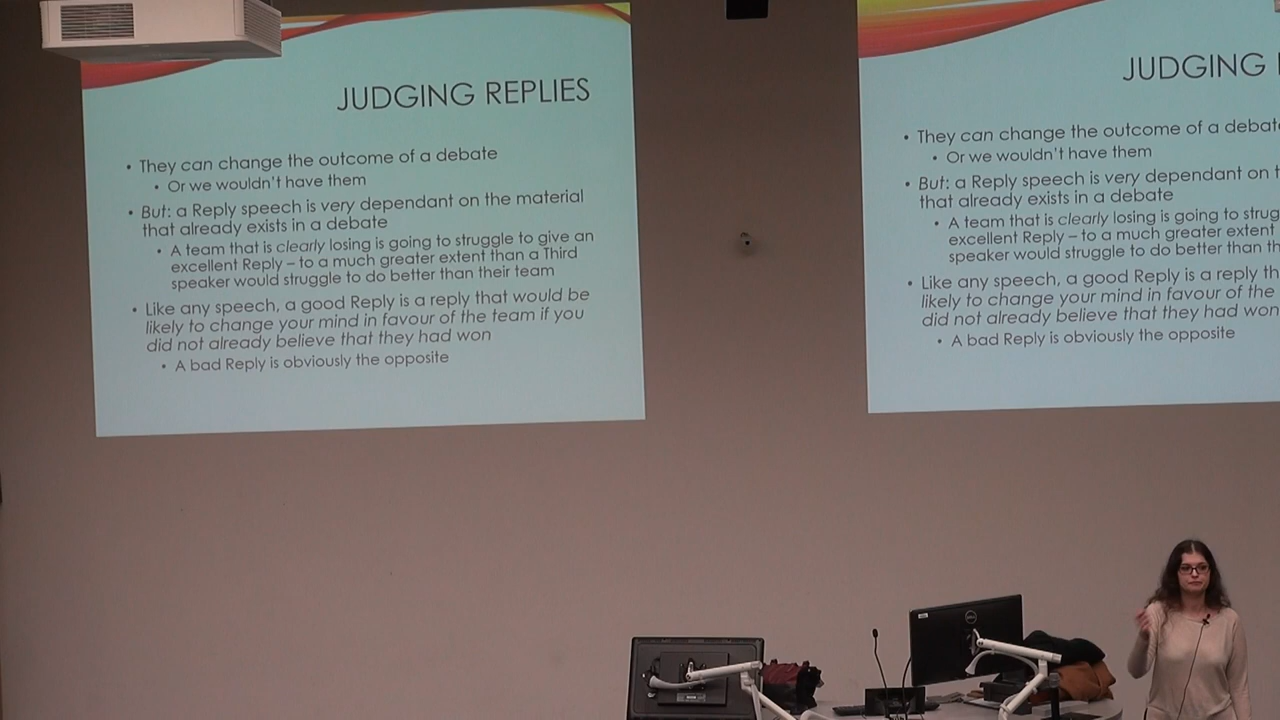 JUDGING REPLIES
• They can change the outcome of a debate
• Or we wouldn't have them
• But: a Reply speech is very dependant on the material
that already exists in a debate
• A team that is clearly losing is going to struggle to give an
excellent Reply – to a much greater extent than a Third
speaker would struggle to do better than their team
• Like any speech, a good Reply is a reply that would be
likely to change your mind in favour of the team if you
did not already believe that they had won
• A bad Reply is obviously the opposite
JUDGING
• They can change the outcome of a debate
• Or we wouldn't have them
• But: a Reply speech is very dependant on
that already exists in a debate
• A team that is clearly losing is going to
excellent Reply – to a much greater extent
speaker would struggle to do better than
• Like any speech, a good Reply is a reply
likely to change your mind in favour of the
did not already believe that they had won
• A bad Reply is obviously the opposite
DELL